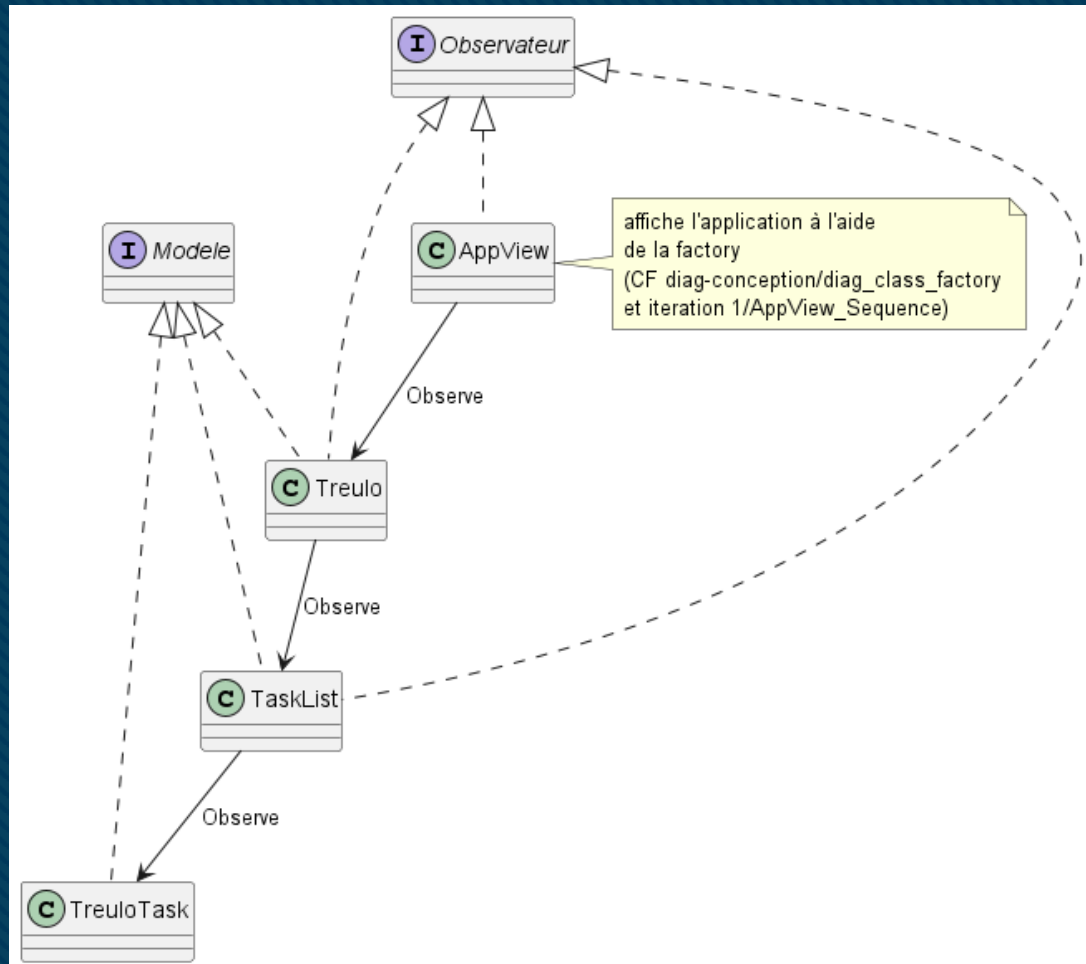 I Observateur
I Modele
C AppView
affiche l'application à l'aide
de la factory
(CF diag-conception/diag_class_factory
et iteration 1/AppView_Sequence)
Observe
C Treulo
Observe
C TaskList
Observe
C TreuloTask